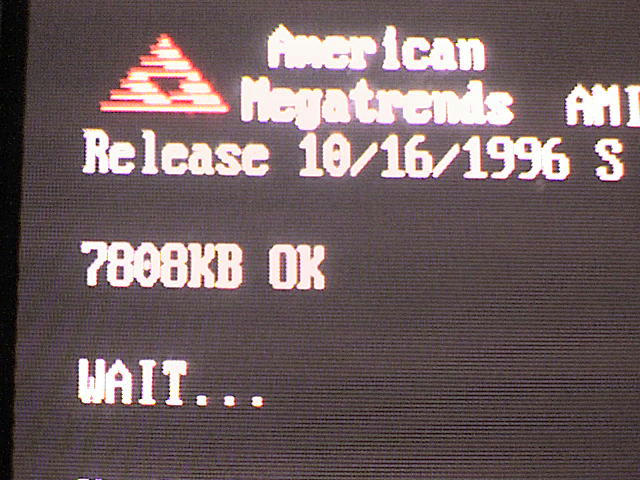 American
Megatrends AMI
Release 10/16/1996 S
7808KB OK
WAIT...